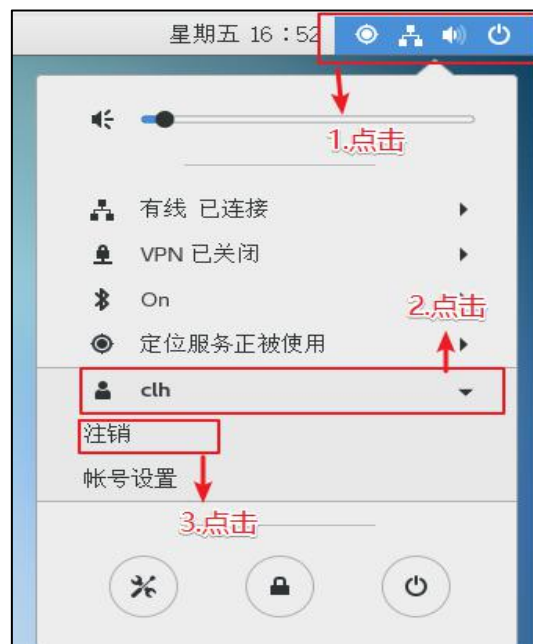 星期五 16：52
1.点击
有线 已连接
VPN 已关闭
On
2.点击
定位服务正被使用
clh
注销
帐号设置
3.点击